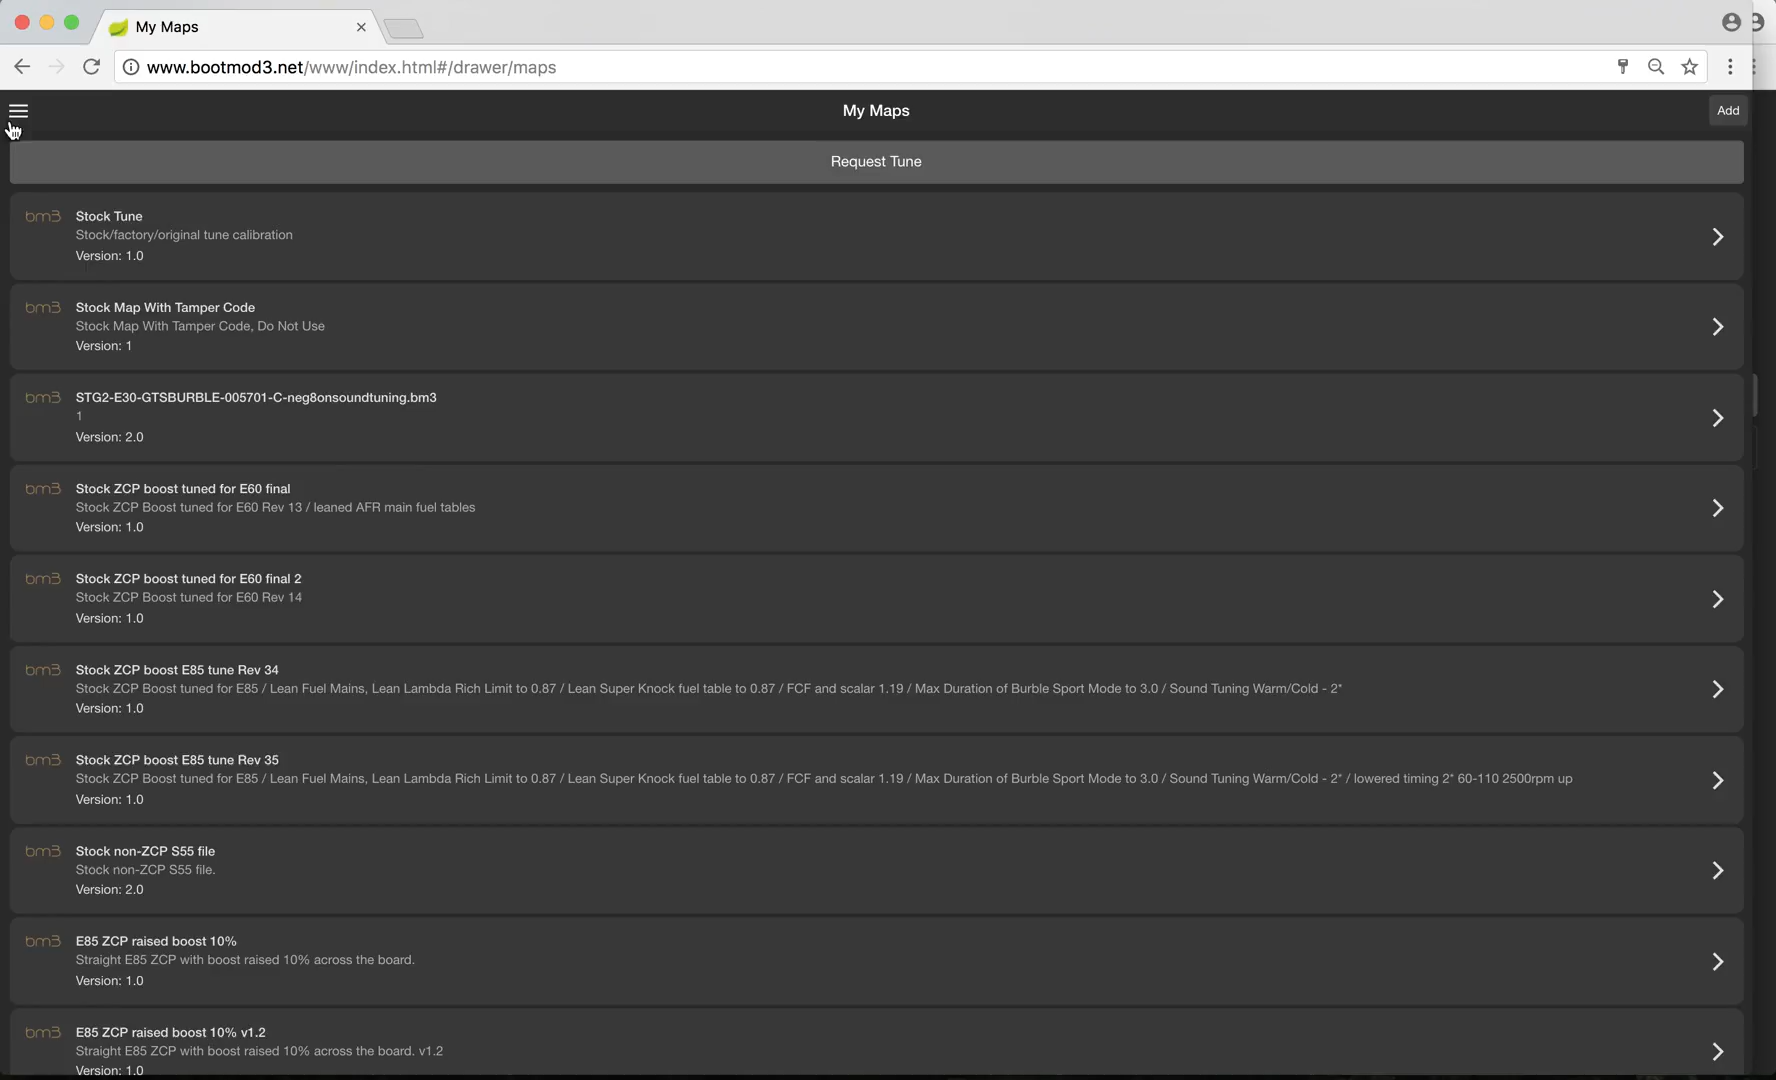 My Maps
www.bootmod3.net/www/index.html#/drawer/maps
My Maps
Add
Request Tune
bm3 Stock Tune
Stock/factory/original tune calibration
Version: 1.0
bm3 Stock Map With Tamper Code
Stock Map With Tamper Code, Do Not Use
Version: 1
bm3 STG2-E30-GTSBURBLE-005701-C-neg8onsoundtuning.bm3
1
Version: 2.0
bm3 Stock ZCP boost tuned for E60 final
Stock ZCP Boost tuned for E60 Rev 13 / leaned AFR main fuel tables
Version: 1.0
bm3 Stock ZCP boost tuned for E60 final 2
Stock ZCP Boost tuned for E60 Rev 14
Version: 1.0
bm3 Stock ZCP boost E85 tune Rev 34
Stock ZCP Boost tuned for E85 / Lean Fuel Mains, Lean Lambda Rich Limit to 0.87 / Lean Super Knock fuel table to 0.87 / FCF and scalar 1.19 / Max Duration of Burble Sport Mode to 3.0 / Sound Tuning Warm/Cold - 2*
Version: 1.0
bm3 Stock ZCP boost E85 tune Rev 35
Stock ZCP Boost tuned for E85 / Lean Fuel Mains, Lean Lambda Rich Limit to 0.87 / Lean Super Knock fuel table to 0.87 / FCF and scalar 1.19 / Max Duration of Burble Sport Mode to 3.0 / Sound Tuning Warm/Cold - 2* / lowered timing 2* 60-110 2500rpm up
Version: 1.0
bm3 Stock non-ZCP S55 file
Stock non-ZCP S55 file.
Version: 2.0
bm3 E85 ZCP raised boost 10%
Straight E85 ZCP with boost raised 10% across the board.
Version: 1.0
bm3 E85 ZCP raised boost 10% v1.2
Straight E85 ZCP with boost raised 10% across the board. v1.2
Version: 1.0